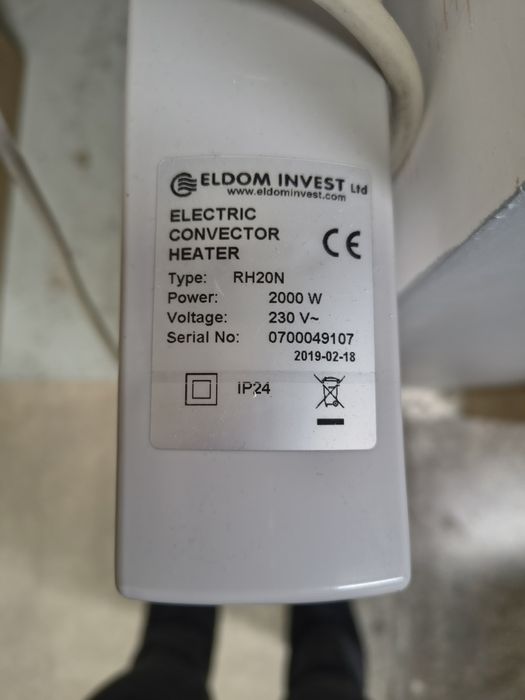 ELDOM INVEST Ltd
www.eldominvest.com
ELECTRIC
CONVECTOR
HEATER
CE
Type: RH20N
Power: 2000 W
Voltage: 230 V~
Serial No: 0700049107
2019-02-18
IP24